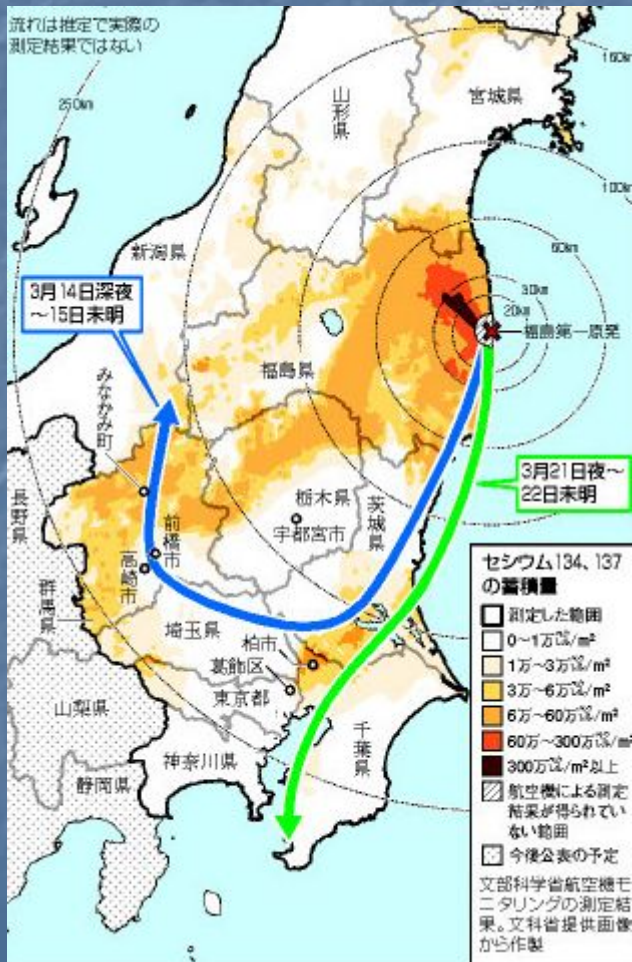 流れは推定で実際の
測定結果ではない
250km
160km
山形県
宮城県
100km
新潟県
60km
30km
20km
3月14日深夜
～15日未明
福島第一原発
福島県
みなかみ町
3月21日夜～
22日未明
栃木県
宇都宮市
茨城県
長野県
前橋市
高崎市
群馬県
埼玉県
柏市
葛飾区
東京都
山梨県
神奈川県
千葉県
静岡県
セシウム134、137
の蓄積量
測定した範囲
0～1万㏃/m²
1万～3万㏃/m²
3万～6万㏃/m²
6万～60万㏃/m²
60万～300万㏃/m²
300万㏃/m²以上
航空機による測定
結果が得られてい
ない範囲
今後公表の予定
文部科学省航空機モ
ニタリングの測定結
果。文科省提供画像
から作製